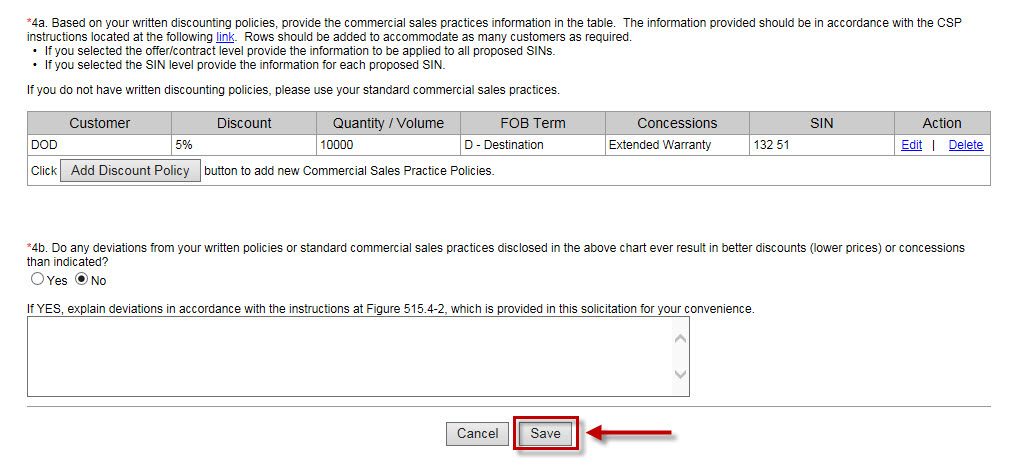 *4a. Based on your written discounting policies, provide the commercial sales practices information in the table.  The information provided should be in accordance with the CSP
instructions located at the following link.  Rows should be added to accommodate as many customers as required.
• If you selected the offer/contract level provide the information to be applied to all proposed SINs.
• If you selected the SIN level provide the information for each proposed SIN.
If you do not have written discounting policies, please use your standard commercial sales practices.
Customer Discount Quantity / Volume FOB Term Concessions SIN Action
DOD 5% 10000 D - Destination Extended Warranty 132 51 Edit | Delete
Click Add Discount Policy button to add new Commercial Sales Practice Policies.
*4b. Do any deviations from your written policies or standard commercial sales practices disclosed in the above chart ever result in better discounts (lower prices) or concessions
than indicated?
Yes No
If YES, explain deviations in accordance with the instructions at Figure 515.4-2, which is provided in this solicitation for your convenience.
Cancel Save